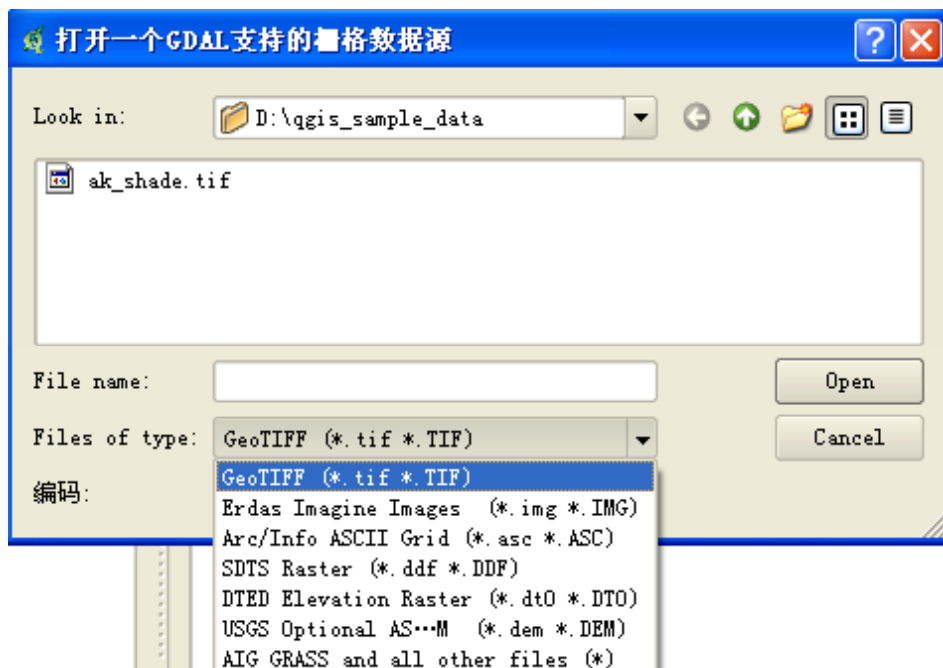 打开一个GDAL支持的栅格数据源
Look in: D:\qgis_sample_data
ak_shade.tif
File name: Open
Files of type: GeoTIFF (*.tif *.TIF) Cancel
编码:
GeoTIFF (*.tif *.TIF)
Erdas Imagine Images (*.img *.IMG)
Arc/Info ASCII Grid (*.asc *.ASC)
SDTS Raster (*.ddf *.DDF)
DTED Elevation Raster (*.dt0 *.DT0)
USGS Optional AS…M (*.dem *.DEM)
AIG GRASS and all other files (*)